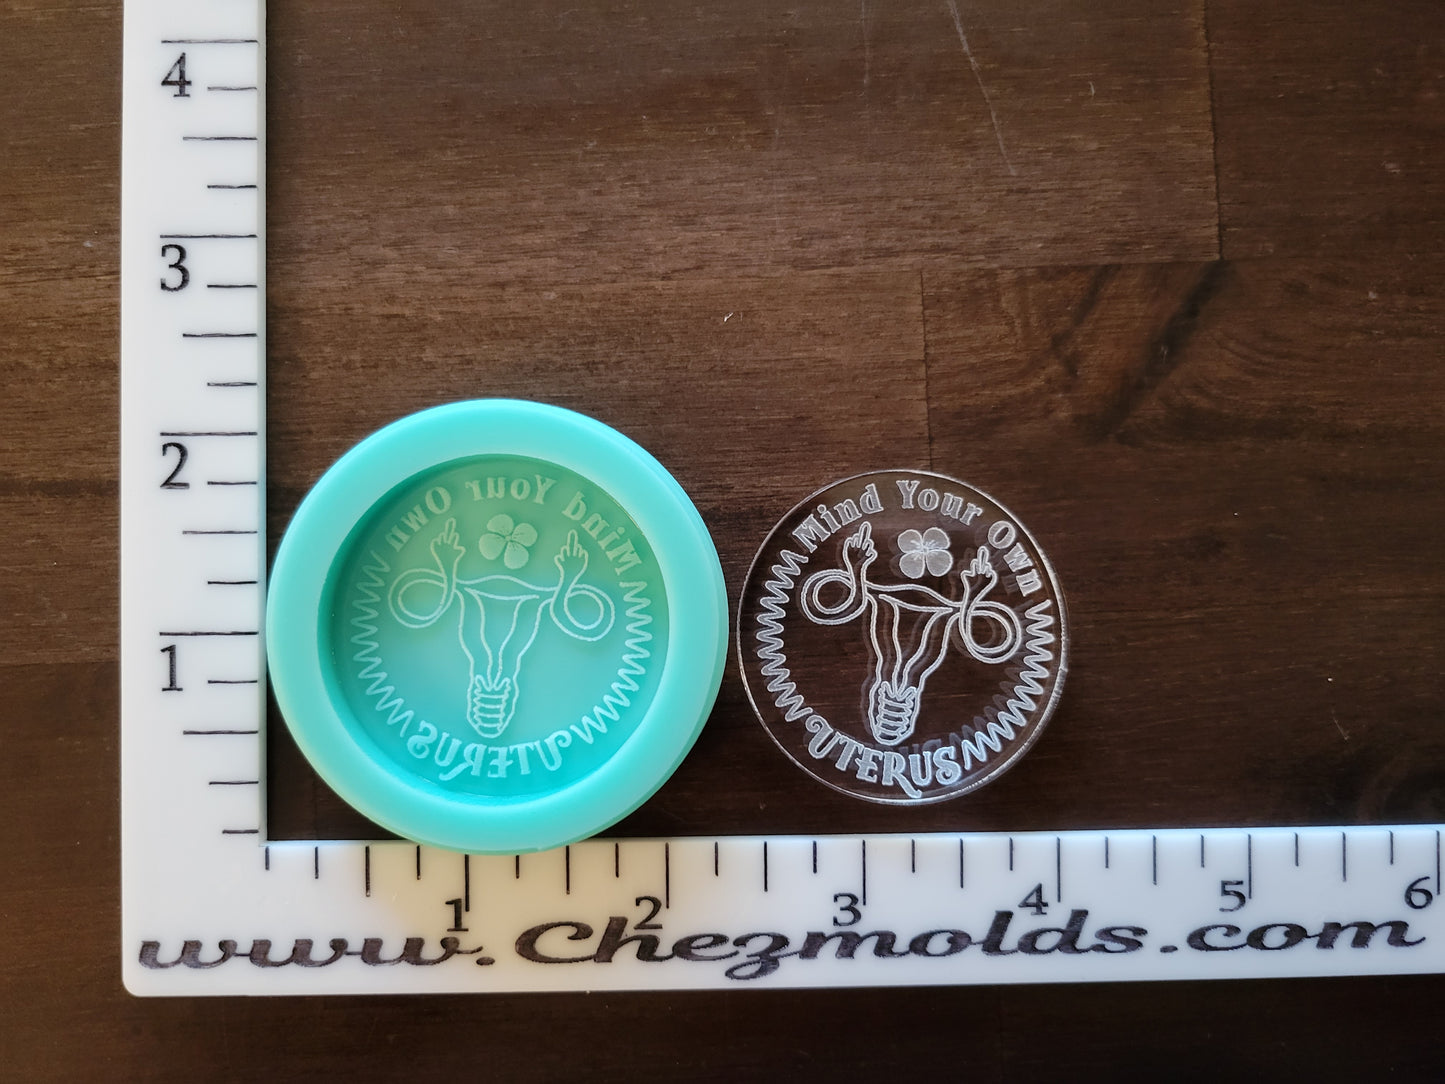 4
3
2
1
Mind Your Own
UTERUS
Mind Your Own
UTERUS
1 2 3 4 5 6
www.Chezmolds.com